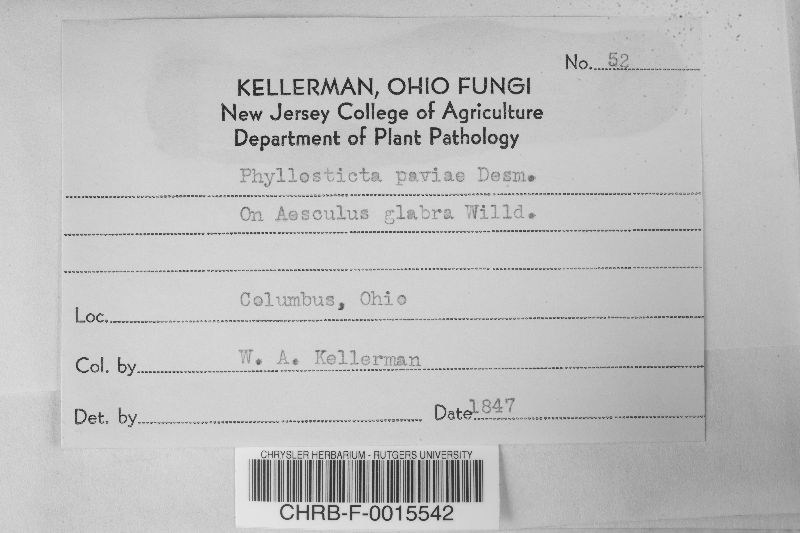 No. 52
KELLERMAN, OHIO FUNGI
New Jersey College of Agriculture
Department of Plant Pathology
Phyllosticta paviae Desm.
On Aesculus glabra Willd.
Loc. Columbus, Ohio
Col. by W. A. Kellerman
Det. by Date 1847
CHRYSLER HERBARIUM - RUTGERS UNIVERSITY
CHRB-F-0015542